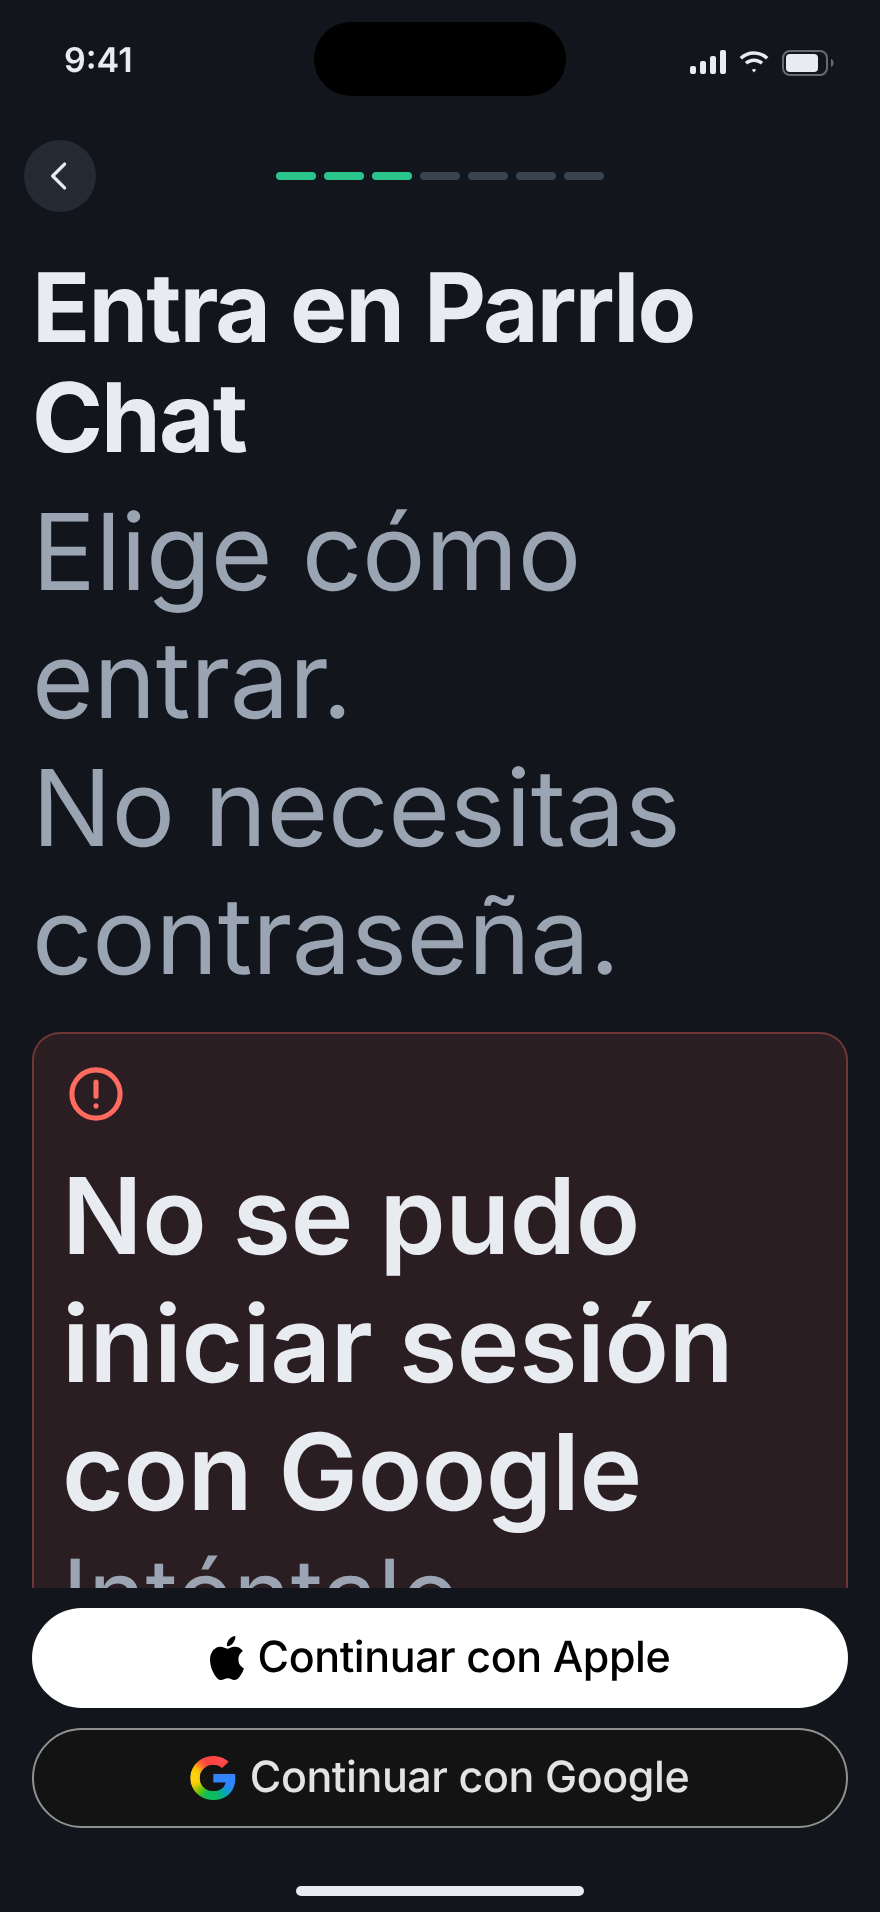 9:41
Entra en Parrlo
Chat
Elige cómo
entrar.
No necesitas
contraseña.
No se pudo
iniciar sesión
con Google
Continuar con Apple
Continuar con Google